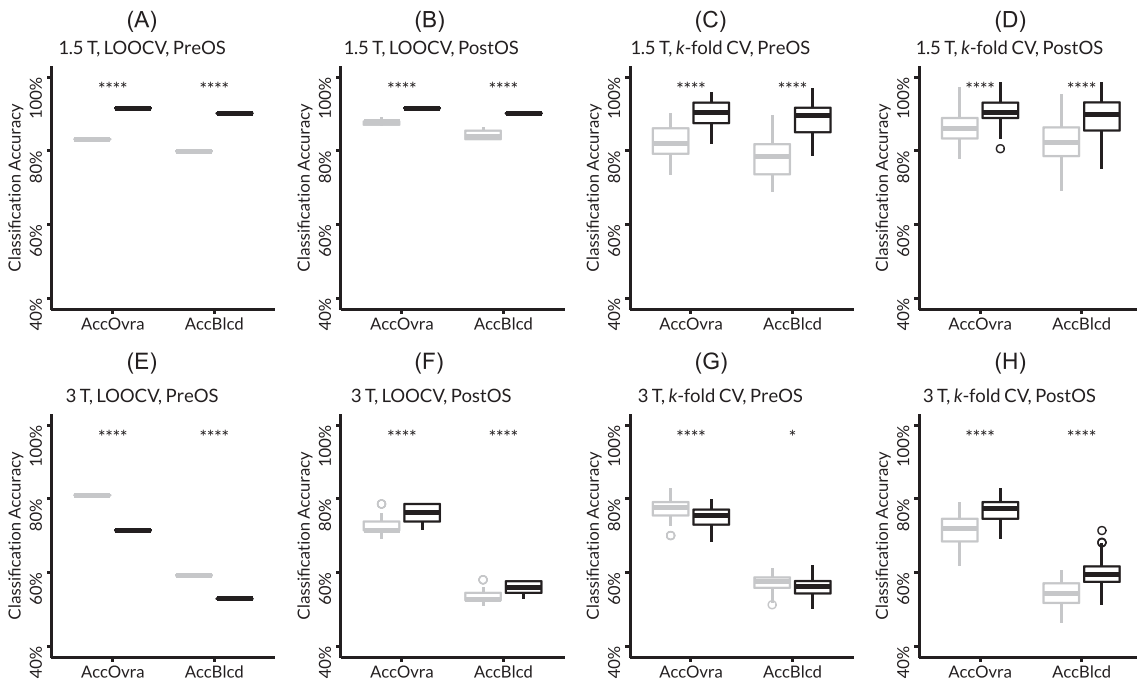 (A)
1.5 T, LOOCV, PreOS
Classification Accuracy
100%
80%
60%
40%
****
****
AccOvra
AccBlcd
(B)
1.5 T, LOOCV, PostOS
Classification Accuracy
100%
80%
60%
40%
****
****
AccOvra
AccBlcd
(C)
1.5 T, k-fold CV, PreOS
Classification Accuracy
100%
80%
60%
40%
****
****
AccOvra
AccBlcd
(D)
1.5 T, k-fold CV, PostOS
Classification Accuracy
100%
80%
60%
40%
****
****
AccOvra
AccBlcd
(E)
3 T, LOOCV, PreOS
Classification Accuracy
100%
80%
60%
40%
****
****
AccOvra
AccBlcd
(F)
3 T, LOOCV, PostOS
Classification Accuracy
100%
80%
60%
40%
****
****
AccOvra
AccBlcd
(G)
3 T, k-fold CV, PreOS
Classification Accuracy
100%
80%
60%
40%
****
*
AccOvra
AccBlcd
(H)
3 T, k-fold CV, PostOS
Classification Accuracy
100%
80%
60%
40%
****
****
AccOvra
AccBlcd